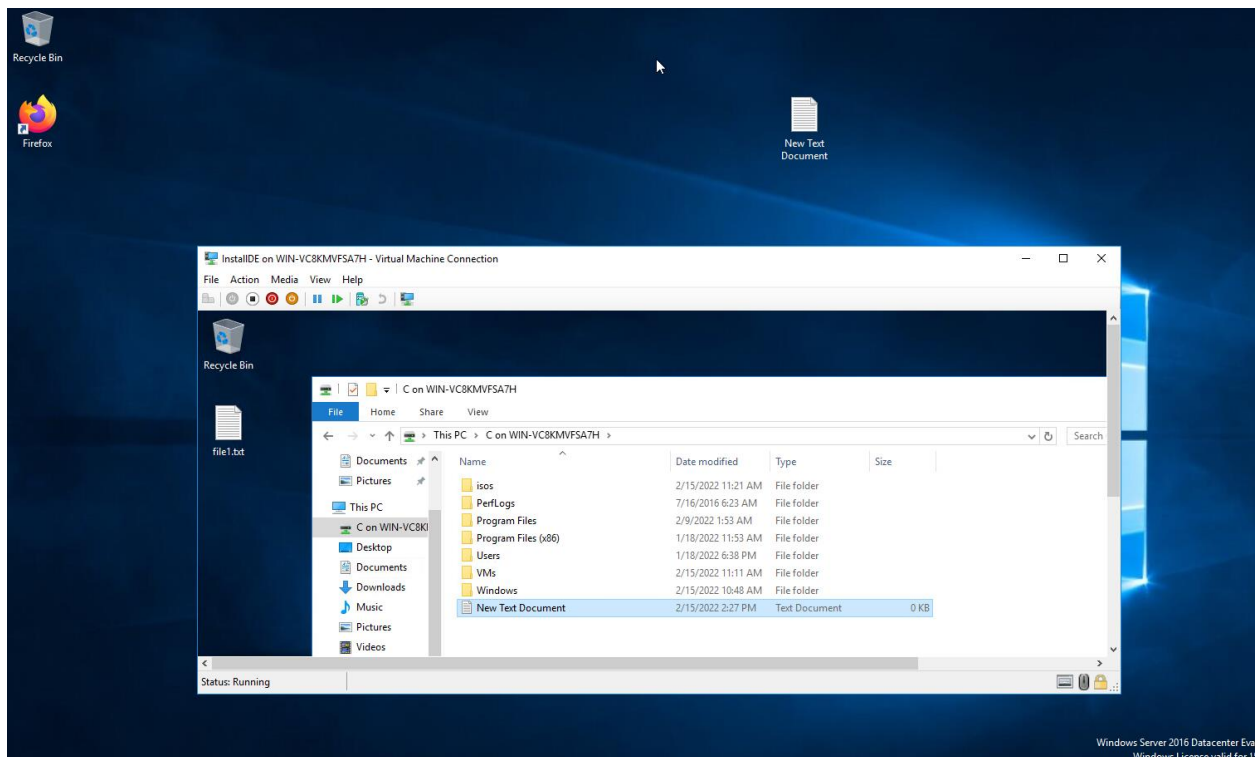 Recycle Bin
Firefox
New Text
Document
InstallIDE on WIN-VC8KMVFSA7H - Virtual Machine Connection
File Action Media View Help
Recycle Bin
file1.txt
C on WIN-VC8KMVFSA7H
File Home Share View
This PC > C on WIN-VC8KMVFSA7H >
Search
Documents
Pictures
This PC
C on WIN-VC8K
Desktop
Documents
Downloads
Music
Pictures
Videos
Name Date modified Type Size
isos 2/15/2022 11:21 AM File folder
PerfLogs 7/16/2016 6:23 AM File folder
Program Files 2/9/2022 1:53 AM File folder
Program Files (x86) 1/18/2022 11:53 AM File folder
Users 1/18/2022 6:38 PM File folder
VMs 2/15/2022 11:11 AM File folder
Windows 2/15/2022 10:48 AM File folder
New Text Document 2/15/2022 2:27 PM Text Document 0 KB
Status: Running
Windows Server 2016 Datacenter Eva
Windows License valid for 1